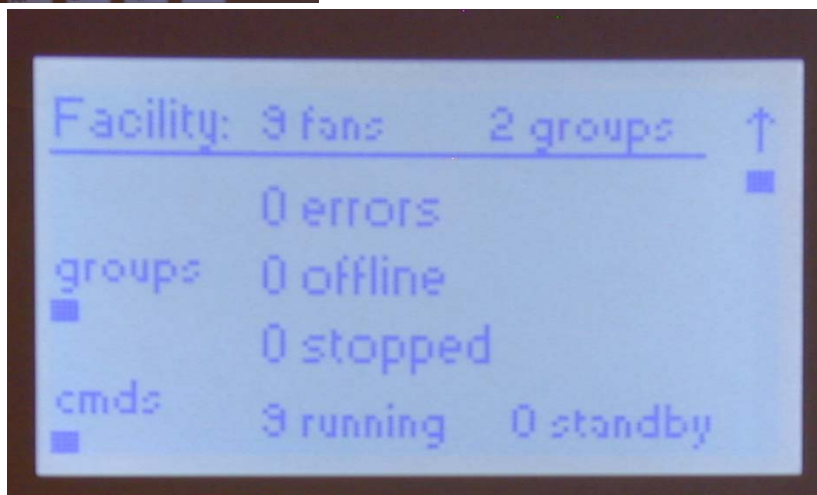 Facility: 9 fans 2 groups ↑
0 errors
groups 0 offline
0 stopped
cmds
9 running 0 standby